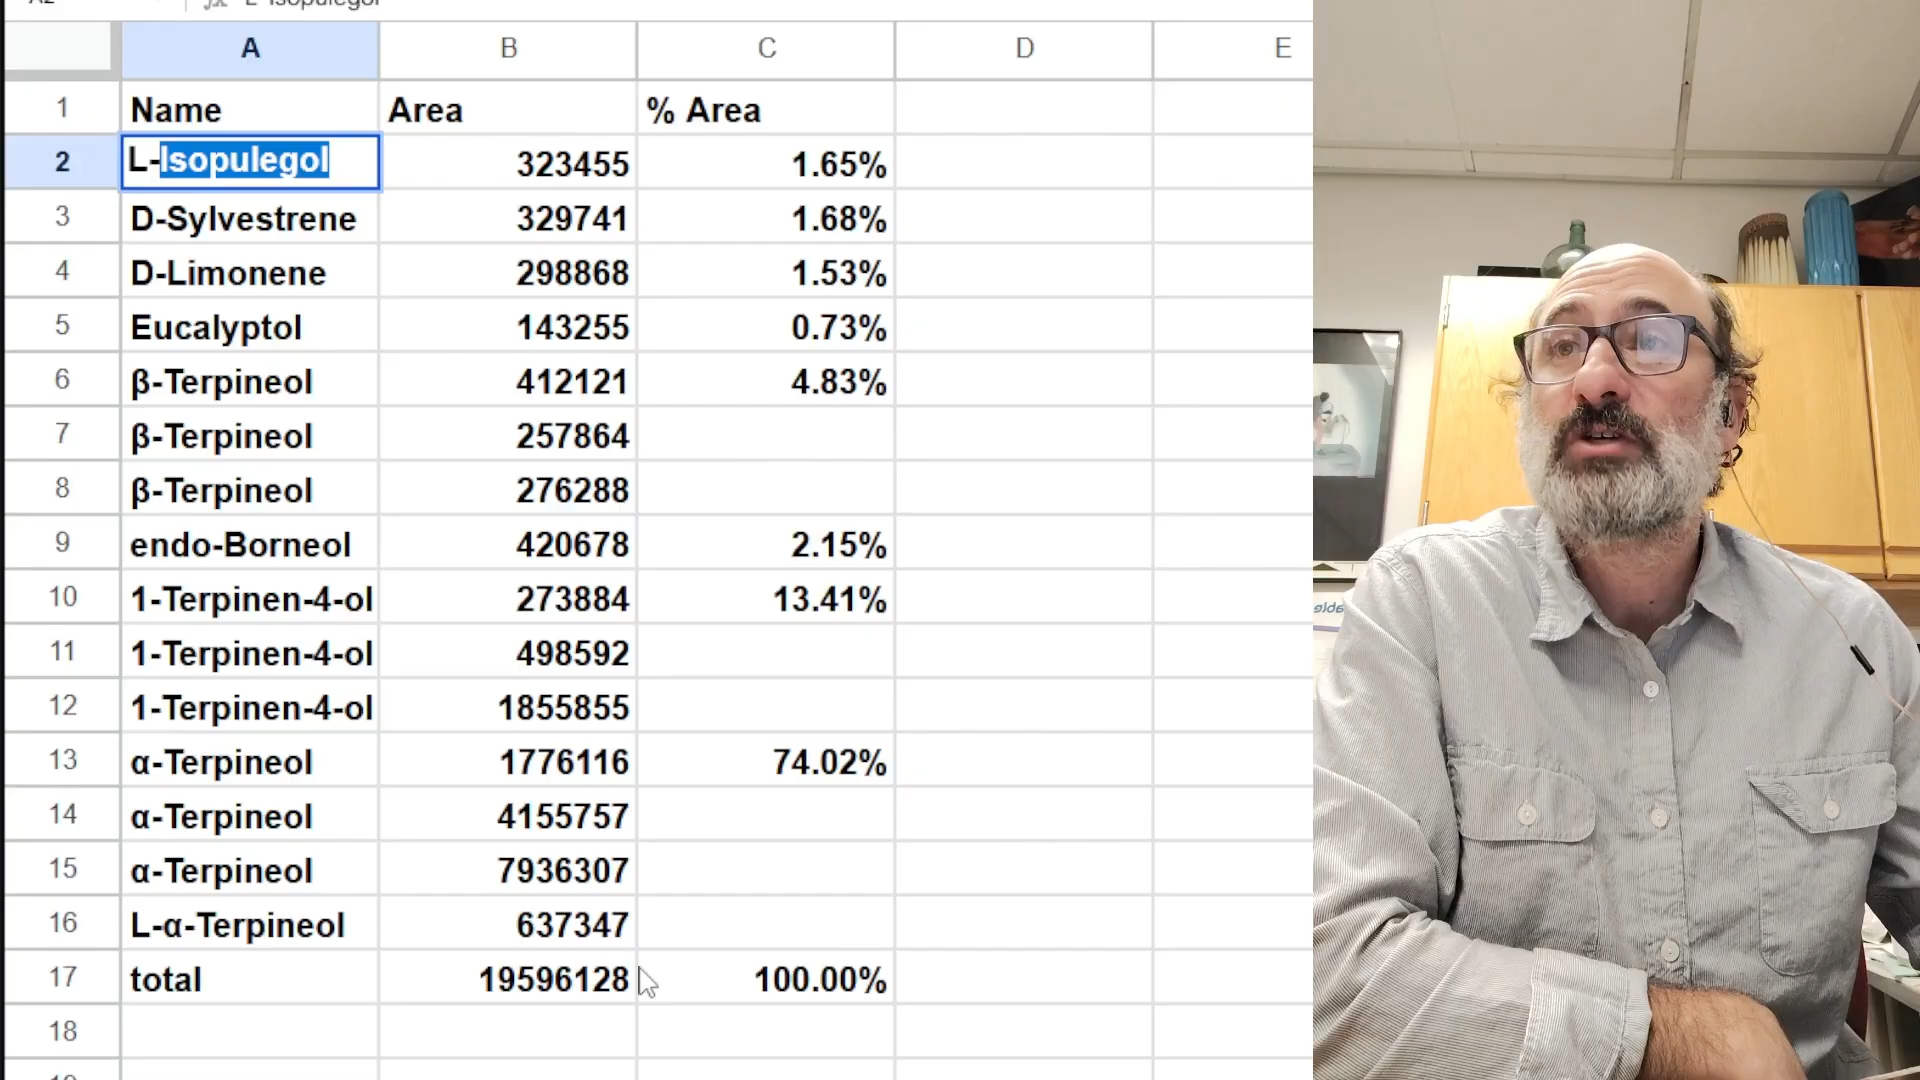 A B C D E
1 Name Area % Area
2 L-Isopulegol 323455 1.65%
3 D-Sylvestrene 329741 1.68%
4 D-Limonene 298868 1.53%
5 Eucalyptol 143255 0.73%
6 β-Terpineol 412121 4.83%
7 β-Terpineol 257864
8 β-Terpineol 276288
9 endo-Borneol 420678 2.15%
10 1-Terpinen-4-ol 273884 13.41%
11 1-Terpinen-4-ol 498592
12 1-Terpinen-4-ol 1855855
13 α-Terpineol 1776116 74.02%
14 α-Terpineol 4155757
15 α-Terpineol 7936307
16 L-α-Terpineol 637347
17 total 19596128 100.00%
18